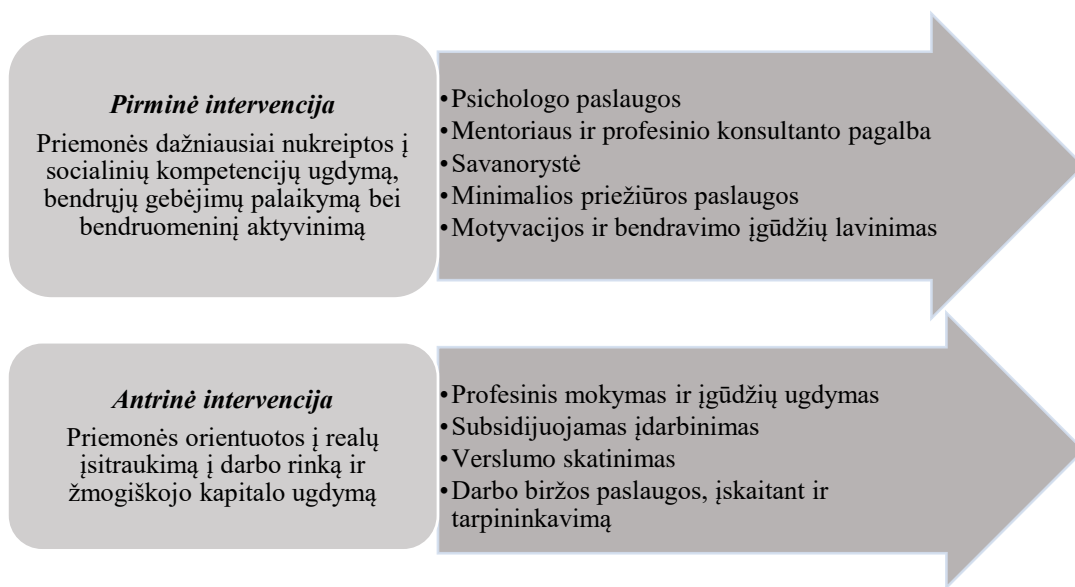 Pirminė intervencija
Priemonės dažniausiai nukreiptos į
socialinių kompetencijų ugdymą,
bendrųjų gebėjimų palaikymą bei
bendruomeninį aktyvinimą
•Psichologo paslaugos
•Mentoriaus ir profesinio konsultanto pagalba
•Savanorystė
•Minimalios priežiūros paslaugos
•Motyvacijos ir bendravimo įgūdžių lavinimas
Antrinė intervencija
Priemonės orientuotos į realų
įsitraukimą į darbo rinką ir
žmogiškojo kapitalo ugdymą
•Profesinis mokymas ir įgūdžių ugdymas
•Subsidijuojamas įdarbinimas
•Verslumo skatinimas
•Darbo biržos paslaugos, įskaitant ir
tarpininkavimą